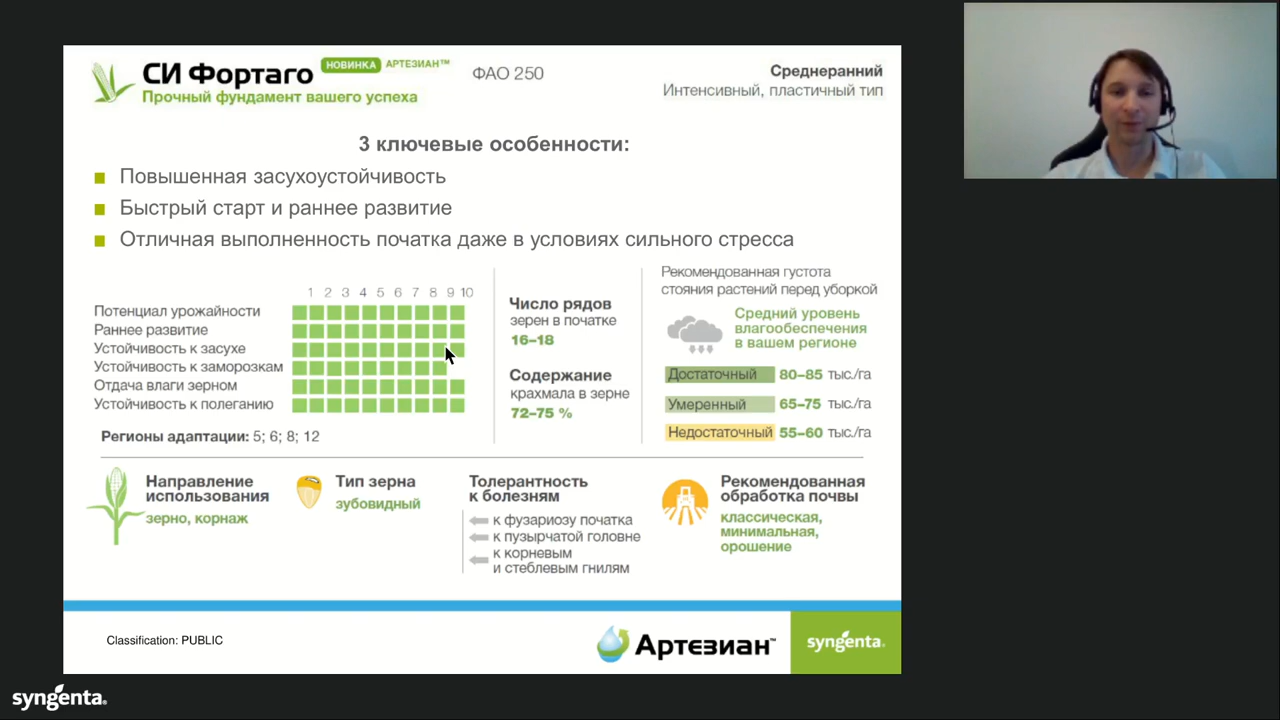 СИ Фортаго НОВИНКА АРТЕЗИАН™ ФАО 250
Прочный фундамент вашего успеха
Среднеранний
Интенсивный, пластичный тип
3 ключевые особенности:
Повышенная засухоустойчивость
Быстрый старт и раннее развитие
Отличная выполненность початка даже в условиях сильного стресса
1 2 3 4 5 6 7 8 9 10
Потенциал урожайности
Раннее развитие
Устойчивость к засухе
Устойчивость к заморозкам
Отдача влаги зерном
Устойчивость к полеганию
Регионы адаптации: 5; 6; 8; 12
Число рядов
зерен в початке
16–18
Содержание
крахмала в зерне
72–75 %
Рекомендованная густота
стояния растений перед уборкой
Средний уровень
влагообеспечения
в вашем регионе
Достаточный 80–85 тыс./га
Умеренный 65–75 тыс./га
Недостаточный 55–60 тыс./га
Направление
использования
зерно, корнаж
Тип зерна
зубовидный
Толерантность
к болезням
к фузариозу початка
к пузырчатой головне
к корневым
и стеблевым гнилям
Рекомендованная
обработка почвы
классическая,
минимальная,
орошение
Classification: PUBLIC
Артезиан™
syngenta.
syngenta.